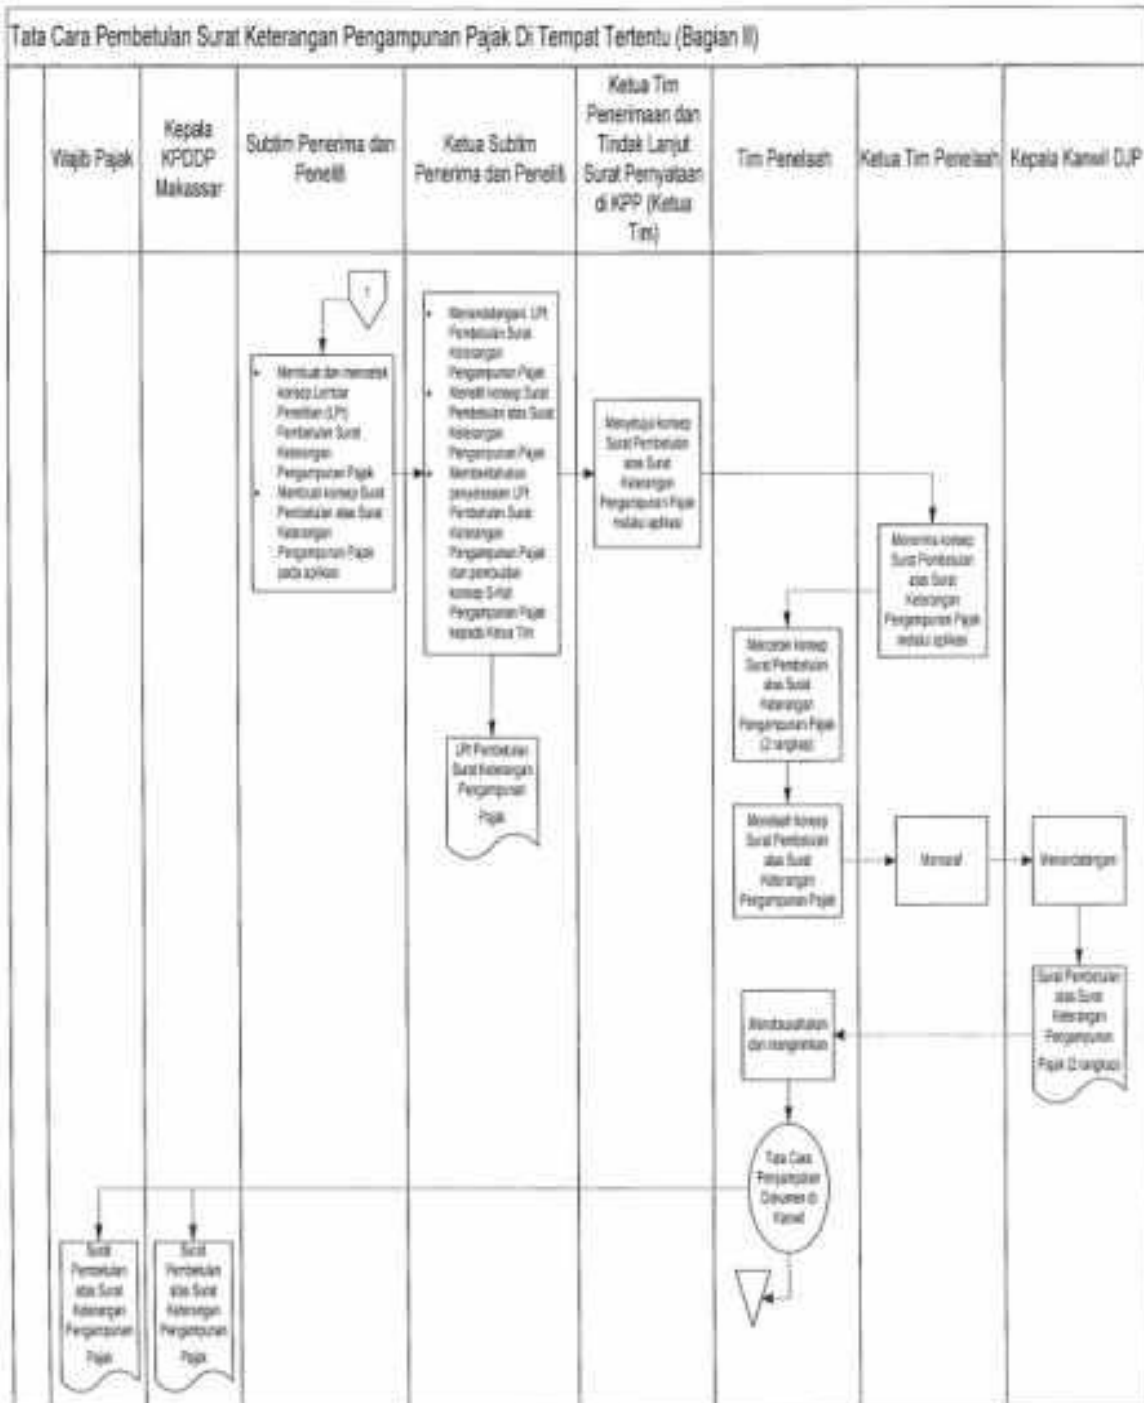 Tata Cara Pembetulan Surat Keterangan Pengampunan Pajak Di Tempat Tertentu (Bagian II)
Wajib Pajak
Kepala
KPDDP
Makassar
Subtim Penerima dan
Peneliti
Ketua Subtim
Penerima dan Peneliti
Ketua Tim
Penerimaan dan
Tindak Lanjut
Surat Pernyataan
di KPP (Ketua
Tim)
Tim Penelaah
Ketua Tim Penelaah
Kepala Kanwil DJP
1
• Membuat dan mencetak
konsep Lembar
Penelitian (LPt)
Pembetulan Surat
Keterangan
Pengampunan Pajak
• Membuat konsep Surat
Pembetulan atas Surat
Keterangan
Pengampunan Pajak
pada aplikasi
• Menandatangani LPt
Pembetulan Surat
Keterangan
Pengampunan Pajak
• Meneliti konsep Surat
Pembetulan atas Surat
Keterangan
Pengampunan Pajak
• Memberitahukan
penyelesaian LPt
Pembetulan Surat
Keterangan
Pengampunan Pajak
dan pembuatan
konsep S-Ket
Pengampunan Pajak
kepada Ketua Tim
LPt Pembetulan
Surat Keterangan
Pengampunan
Pajak
Menyetujui konsep
Surat Pembetulan
atas Surat
Keterangan
Pengampunan Pajak
melalui aplikasi
Menerima konsep
Surat Pembetulan
atas Surat
Keterangan
Pengampunan Pajak
melalui aplikasi
Mencetak konsep
Surat Pembetulan
atas Surat
Keterangan
Pengampunan Pajak
(2 rangkap)
Menelaah konsep
Surat Pembetulan
atas Surat
Keterangan
Pengampunan Pajak
Memaraf
Menandatangani
Surat Pembetulan
atas Surat
Keterangan
Pengampunan
Pajak (2 rangkap)
Menatausahakan
dan mengirimkan
Tata Cara
Penyampaian
Dokumen di
Kanwil
Surat
Pembetulan
atas Surat
Keterangan
Pengampunan
Pajak
Surat
Pembetulan
atas Surat
Keterangan
Pengampunan
Pajak